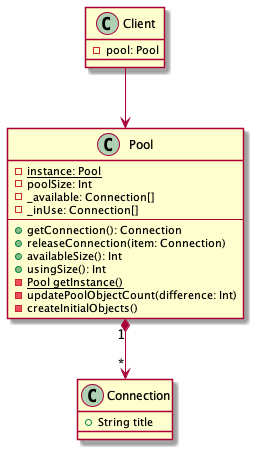 C Client
pool: Pool
C Pool
instance: Pool
poolSize: Int
_available: Connection[]
_inUse: Connection[]
getConnection(): Connection
releaseConnection(item: Connection)
availableSize(): Int
usingSize(): Int
Pool getInstance()
updatePoolObjectCount(difference: Int)
createInitialObjects()
1
*
C Connection
String title